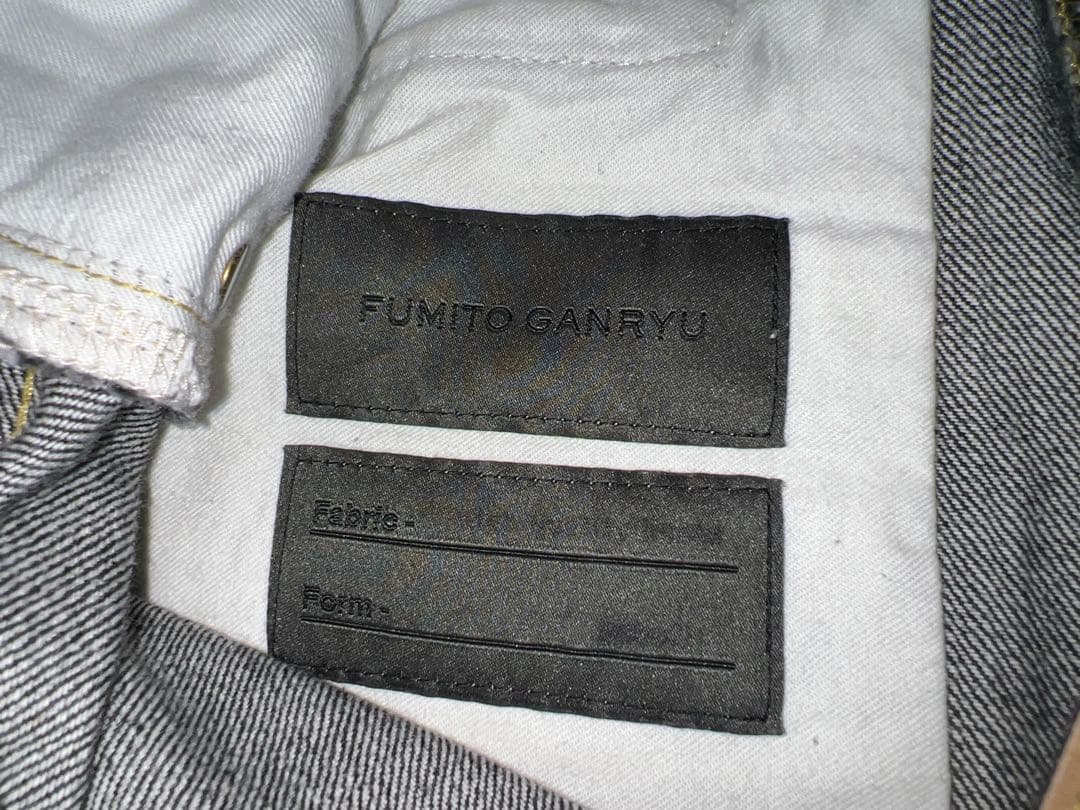 FUMITO GANRYU
Fabric -
Form -